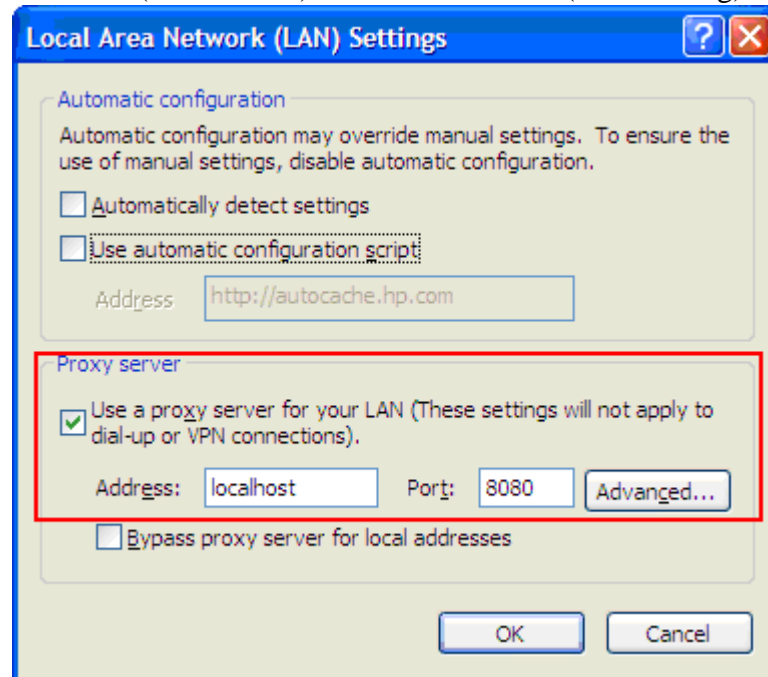 Local Area Network (LAN) Settings
Automatic configuration
Automatic configuration may override manual settings. To ensure the
use of manual settings, disable automatic configuration.
Automatically detect settings
Use automatic configuration script
Address http://autocache.hp.com
Proxy server
Use a proxy server for your LAN (These settings will not apply to
dial-up or VPN connections).
Address: localhost Port: 8080 Advanced...
Bypass proxy server for local addresses
OK Cancel